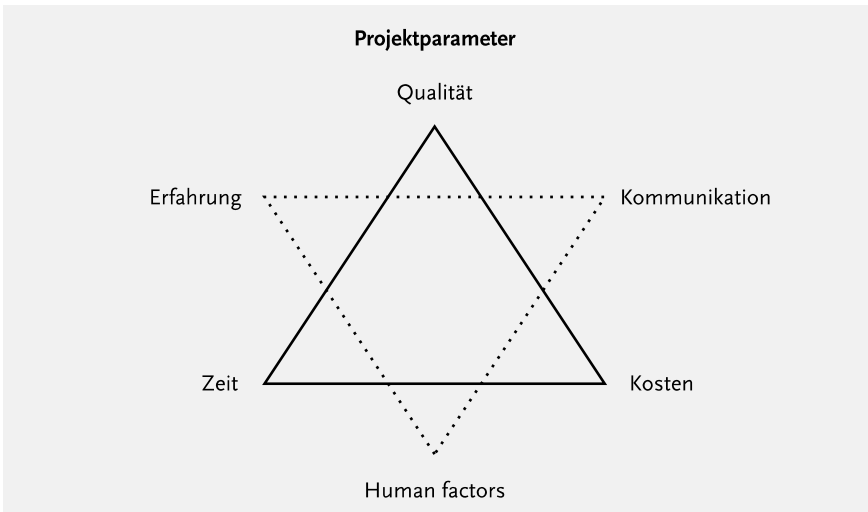 Projektparameter
Qualität
Erfahrung
Kommunikation
Zeit
Kosten
Human factors